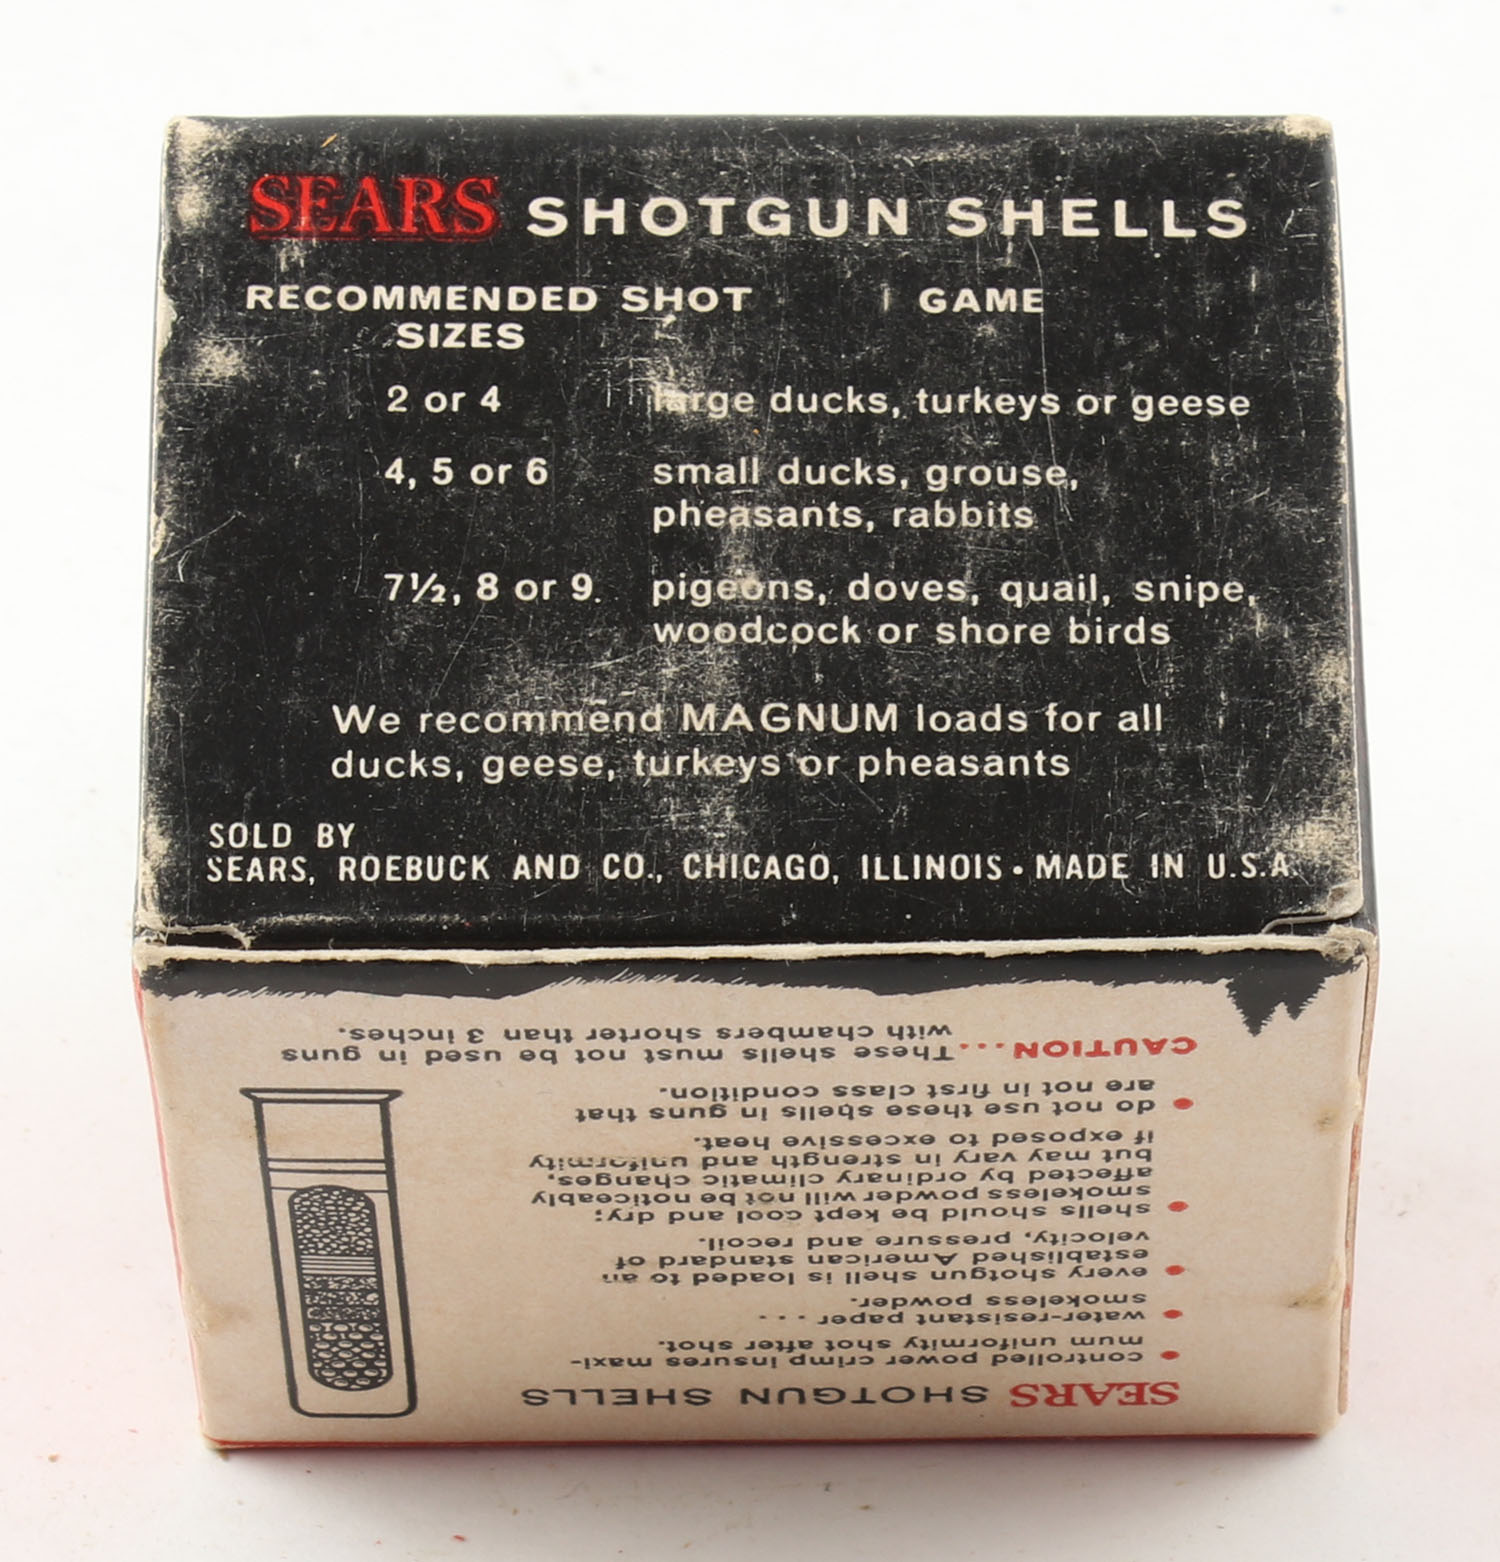 SEARS SHOTGUN SHELLS
RECOMMENDED SHOT GAME
SIZES
2 or 4 large ducks, turkeys or geese
4, 5 or 6 small ducks, grouse,
pheasants, rabbits
7½, 8 or 9 pigeons, doves, quail, snipe,
woodcock or shore birds
We recommend MAGNUM loads for all
ducks, geese, turkeys or pheasants
SOLD BY
SEARS, ROEBUCK AND CO., CHICAGO, ILLINOIS • MADE IN U.S.A.
SEARS SHOTGUN SHELLS
• controlled power crimp insures maxi-
mum uniformity shot after shot.
• water-resistant paper . . .
smokeless powder.
• every shotgun shell is loaded to an
established American standard of
velocity, pressure and recoil.
• shells should be kept cool and dry;
smokeless powder will not be noticeably
affected by ordinary climatic changes,
but may vary in strength and uniformity
if exposed to excessive heat.
• do not use these shells in guns that
are not in first class condition.
CAUTION...These shells must not be used in guns
with chambers shorter than 3 inches.